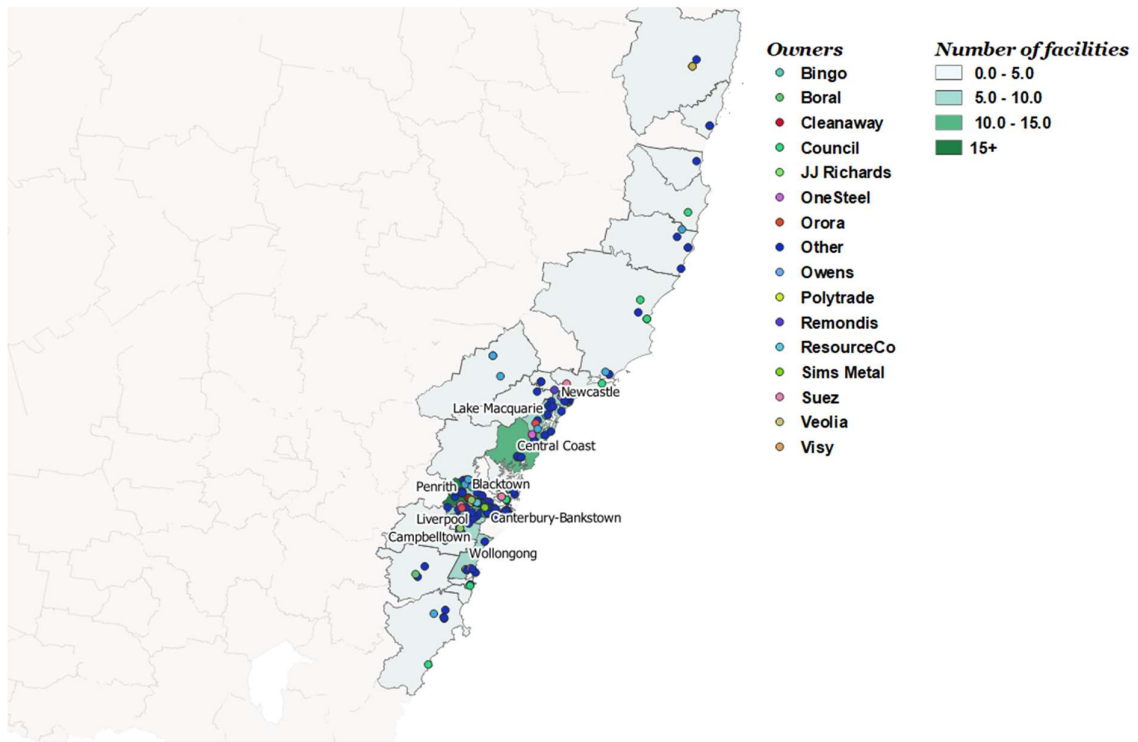 Owners
Bingo
Boral
Cleanaway
Council
JJ Richards
OneSteel
Orora
Other
Owens
Polytrade
Remondis
ResourceCo
Sims Metal
Suez
Veolia
Visy
Number of facilities
0.0 - 5.0
5.0 - 10.0
10.0 - 15.0
15+
Newcastle
Lake Macquarie
Central Coast
Penrith
Blacktown
Liverpool
Canterbury-Bankstown
Campbelltown
Wollongong